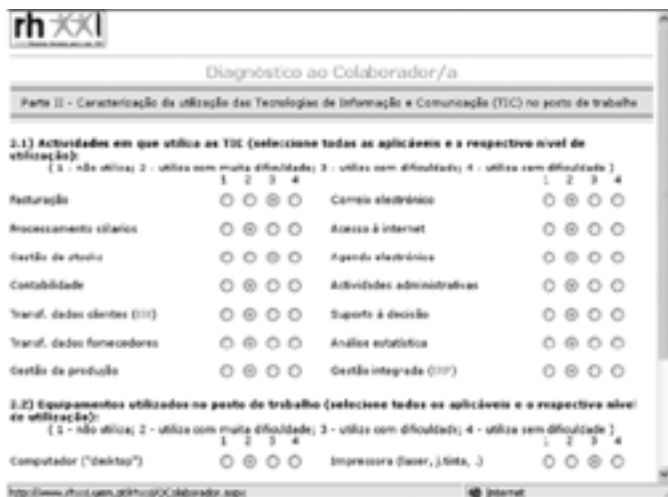 rh XXI
Diagnóstico ao Colaborador/a
Parte II - Caracterização da utilização das Tecnologias de Informação e Comunicação (TIC) no posto de trabalho
2.1) Actividades em que utiliza as TIC (seleccione todas as aplicáveis e o respectivo nível de
utilização):
( 1 - não utiliza; 2 - utiliza com muita dificuldade; 3 - utiliza com dificuldade; 4 - utiliza sem dificuldade )
1 2 3 4 1 2 3 4
Facturação Correio electrónico
Processamento Acesso à internet
Gestão de stocks Agenda electrónica
Contabilidade Actividades administrativas
Transf. dados clientes Suporte à decisão
Transf. dados fornecedores Análise estatística
Gestão da produção Gestão integrada (ERP)
2.2) Equipamentos utilizados no posto de trabalho (selecione todos os aplicáveis e o respectivo nível
de utilização):
( 1 - não utiliza; 2 - utiliza com muita dificuldade; 3 - utiliza com dificuldade; 4 - utiliza sem dificuldade )
1 2 3 4 1 2 3 4
Computador ("desktop") Impressora (laser, j.tinta, .)
Internet